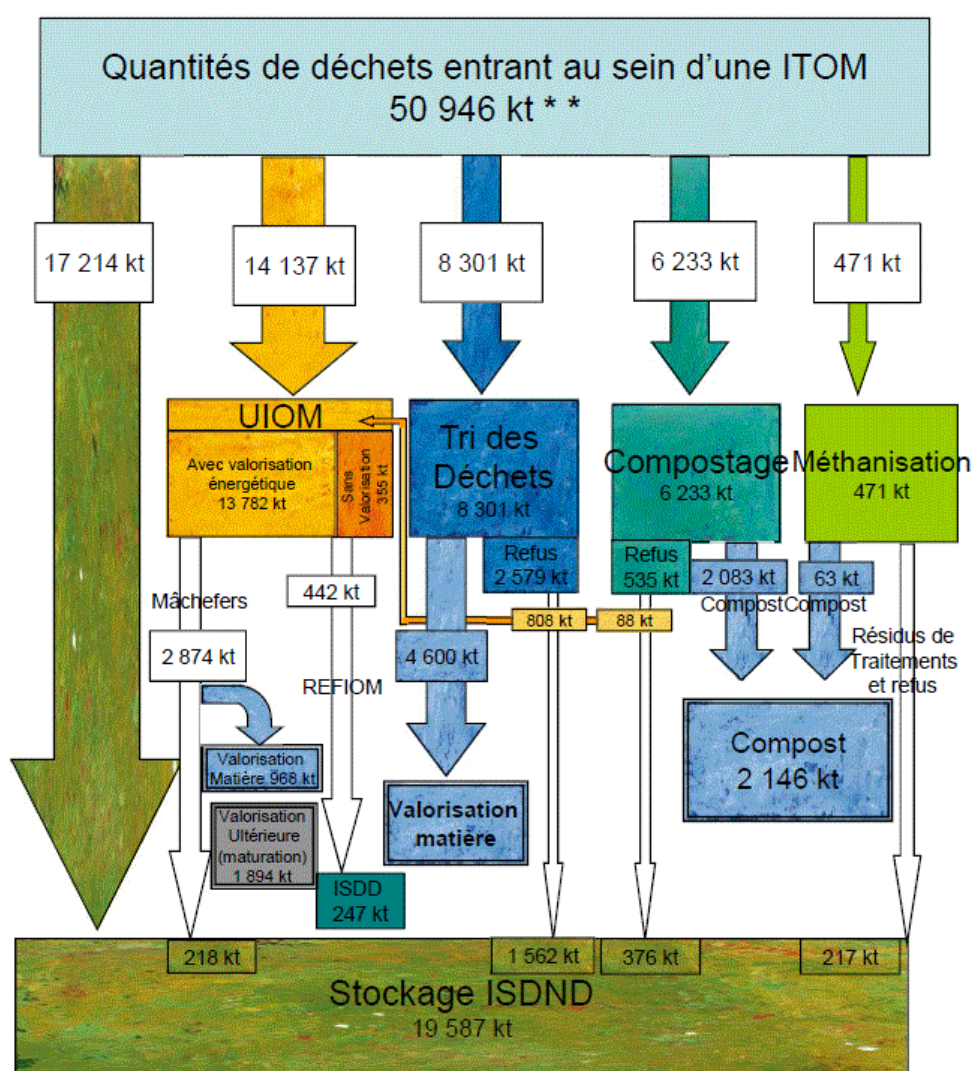 Quantités de déchets entrant au sein d'une ITOM
50 946 kt * *
17 214 kt
14 137 kt
8 301 kt
6 233 kt
471 kt
UIOM
Avec valorisation
énergétique
13 782 kt
Sans
Valorisation
355 kt
Tri des
Déchets
8 301 kt
Refus
2 579 kt
Compostage
6 233 kt
Refus
535 kt
Méthanisation
471 kt
2 083 kt
Compost
63 kt
Compost
442 kt
808 kt
88 kt
Mâchefers
2 874 kt
REFIOM
4 600 kt
Résidus de
Traitements
et refus
Valorisation
Matière 968 kt
Valorisation
Ultérieure
(maturation)
1 894 kt
ISDD
247 kt
Valorisation
matière
Compost
2 146 kt
218 kt
1 562 kt
376 kt
217 kt
Stockage ISDND
19 587 kt